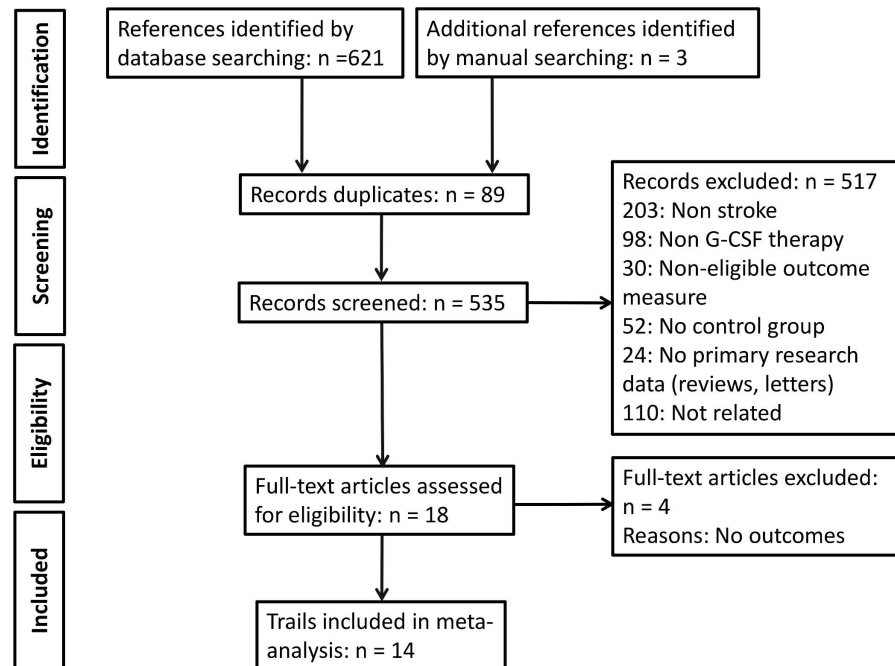 Identification
References identified by
database searching: n =621
Additional references identified
by manual searching: n = 3
Screening
Records duplicates: n = 89
Records screened: n = 535
Records excluded: n = 517
203: Non stroke
98: Non G-CSF therapy
30: Non-eligible outcome
measure
52: No control group
24: No primary research
data (reviews, letters)
110: Not related
Eligibility
Full-text articles assessed
for eligibility: n = 18
Full-text articles excluded:
n = 4
Reasons: No outcomes
Included
Trails included in meta-
analysis: n = 14